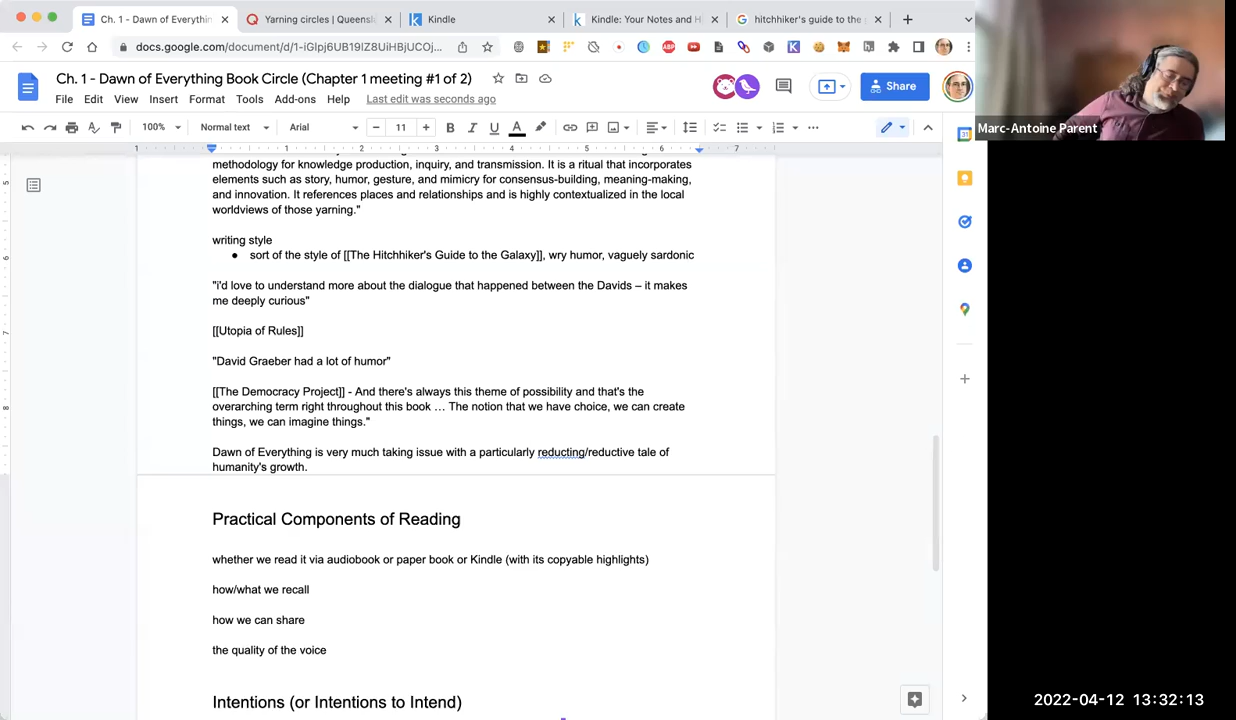 Ch. 1 - Dawn of Everythin
Yarning circles | Queensl
Kindle
Kindle: Your Notes and H
hitchhiker's guide to the
docs.google.com/document/d/1-iGlpj6UB19IZ8UiHBjUCOj...
Ch. 1 - Dawn of Everything Book Circle (Chapter 1 meeting #1 of 2)
File Edit View Insert Format Tools Add-ons Help Last edit was seconds ago
Share
100% Normal text Arial 11
Marc-Antoine Parent
methodology for knowledge production, inquiry, and transmission. It is a ritual that incorporates
elements such as story, humor, gesture, and mimicry for consensus-building, meaning-making,
and innovation. It references places and relationships and is highly contextualized in the local
worldviews of those yarning."
writing style
● sort of the style of [[The Hitchhiker's Guide to the Galaxy]], wry humor, vaguely sardonic
"i'd love to understand more about the dialogue that happened between the Davids – it makes
me deeply curious"
[[Utopia of Rules]]
"David Graeber had a lot of humor"
[[The Democracy Project]] - And there's always this theme of possibility and that's the
overarching term right throughout this book … The notion that we have choice, we can create
things, we can imagine things."
Dawn of Everything is very much taking issue with a particularly reducting/reductive tale of
humanity's growth.
Practical Components of Reading
whether we read it via audiobook or paper book or Kindle (with its copyable highlights)
how/what we recall
how we can share
the quality of the voice
Intentions (or Intentions to Intend)
2022-04-12 13:32:13